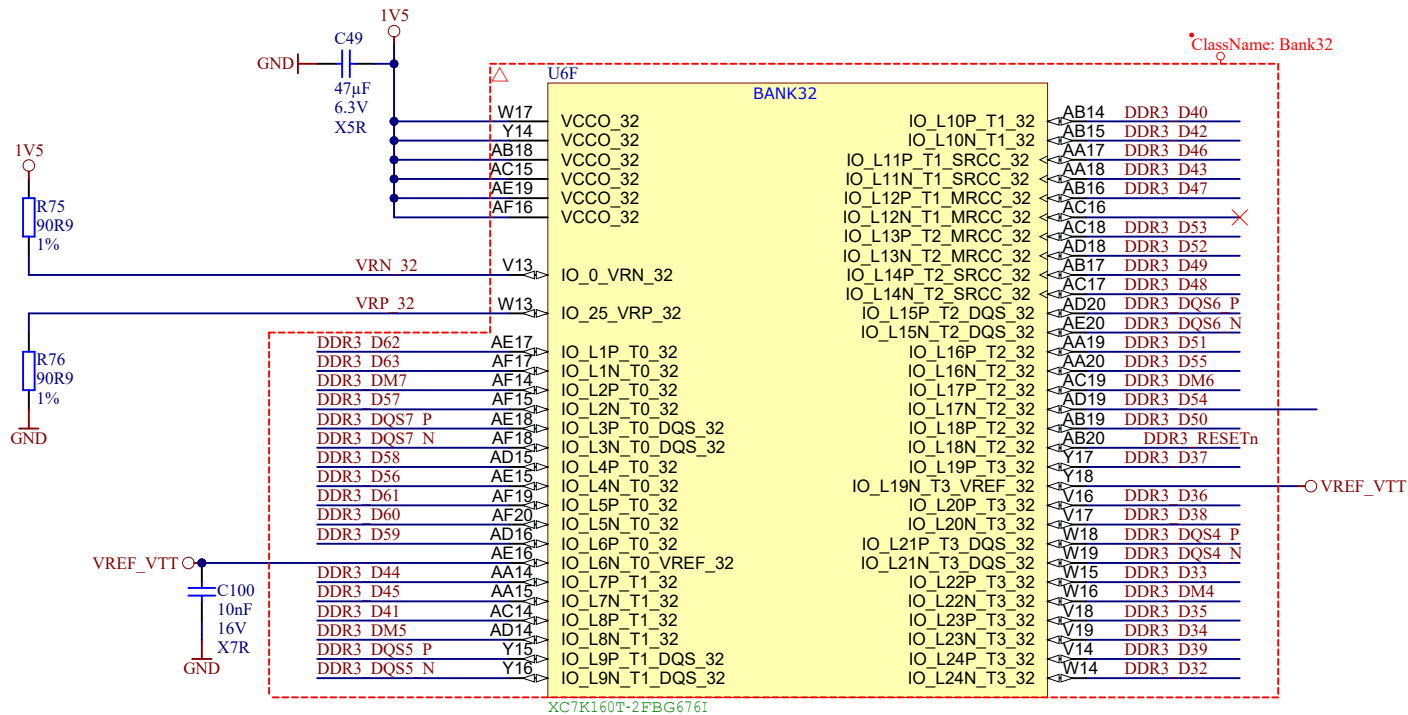 1V5
C49
GND
47µF
6.3V
X5R
ClassName: Bank32
U6F
BANK32
W17 VCCO_32
Y14 VCCO_32
AB18 VCCO_32
AC15 VCCO_32
AE19 VCCO_32
AF16 VCCO_32
1V5
R75
90R9
1%
VRN_32 V13 IO_0_VRN_32
VRP_32 W13 IO_25_VRP_32
R76
90R9
1%
GND
DDR3_D62 AE17 IO_L1P_T0_32
DDR3_D63 AF17 IO_L1N_T0_32
DDR3_DM7 AF14 IO_L2P_T0_32
DDR3_D57 AF15 IO_L2N_T0_32
DDR3_DQS7_P AE18 IO_L3P_T0_DQS_32
DDR3_DQS7_N AF18 IO_L3N_T0_DQS_32
DDR3_D58 AD15 IO_L4P_T0_32
DDR3_D56 AE15 IO_L4N_T0_32
DDR3_D61 AF19 IO_L5P_T0_32
DDR3_D60 AF20 IO_L5N_T0_32
DDR3_D59 AD16 IO_L6P_T0_32
VREF_VTT AE16 IO_L6N_T0_VREF_32
DDR3_D44 AA14 IO_L7P_T1_32
DDR3_D45 AA15 IO_L7N_T1_32
DDR3_D41 AC14 IO_L8P_T1_32
DDR3_DM5 AD14 IO_L8N_T1_32
DDR3_DQS5_P Y15 IO_L9P_T1_DQS_32
DDR3_DQS5_N Y16 IO_L9N_T1_DQS_32
C100
10nF
16V
X7R
GND
IO_L10P_T1_32 AB14 DDR3_D40
IO_L10N_T1_32 AB15 DDR3_D42
IO_L11P_T1_SRCC_32 AA17 DDR3_D46
IO_L11N_T1_SRCC_32 AA18 DDR3_D43
IO_L12P_T1_MRCC_32 AB16 DDR3_D47
IO_L12N_T1_MRCC_32 AC16
IO_L13P_T2_MRCC_32 AC18 DDR3_D53
IO_L13N_T2_MRCC_32 AD18 DDR3_D52
IO_L14P_T2_SRCC_32 AB17 DDR3_D49
IO_L14N_T2_SRCC_32 AC17 DDR3_D48
IO_L15P_T2_DQS_32 AD20 DDR3_DQS6_P
IO_L15N_T2_DQS_32 AE20 DDR3_DQS6_N
IO_L16P_T2_32 AA19 DDR3_D51
IO_L16N_T2_32 AA20 DDR3_D55
IO_L17P_T2_32 AC19 DDR3_DM6
IO_L17N_T2_32 AD19 DDR3_D54
IO_L18P_T2_32 AB19 DDR3_D50
IO_L18N_T2_32 AB20 DDR3_RESETn
IO_L19P_T3_32 Y17 DDR3_D37
IO_L19N_T3_VREF_32 Y18 VREF_VTT
IO_L20P_T3_32 V16 DDR3_D36
IO_L20N_T3_32 V17 DDR3_D38
IO_L21P_T3_DQS_32 W18 DDR3_DQS4_P
IO_L21N_T3_DQS_32 W19 DDR3_DQS4_N
IO_L22P_T3_32 W15 DDR3_D33
IO_L22N_T3_32 W16 DDR3_DM4
IO_L23P_T3_32 V18 DDR3_D35
IO_L23N_T3_32 V19 DDR3_D34
IO_L24P_T3_32 V14 DDR3_D39
IO_L24N_T3_32 W14 DDR3_D32
XC7K160T-2FBG676I